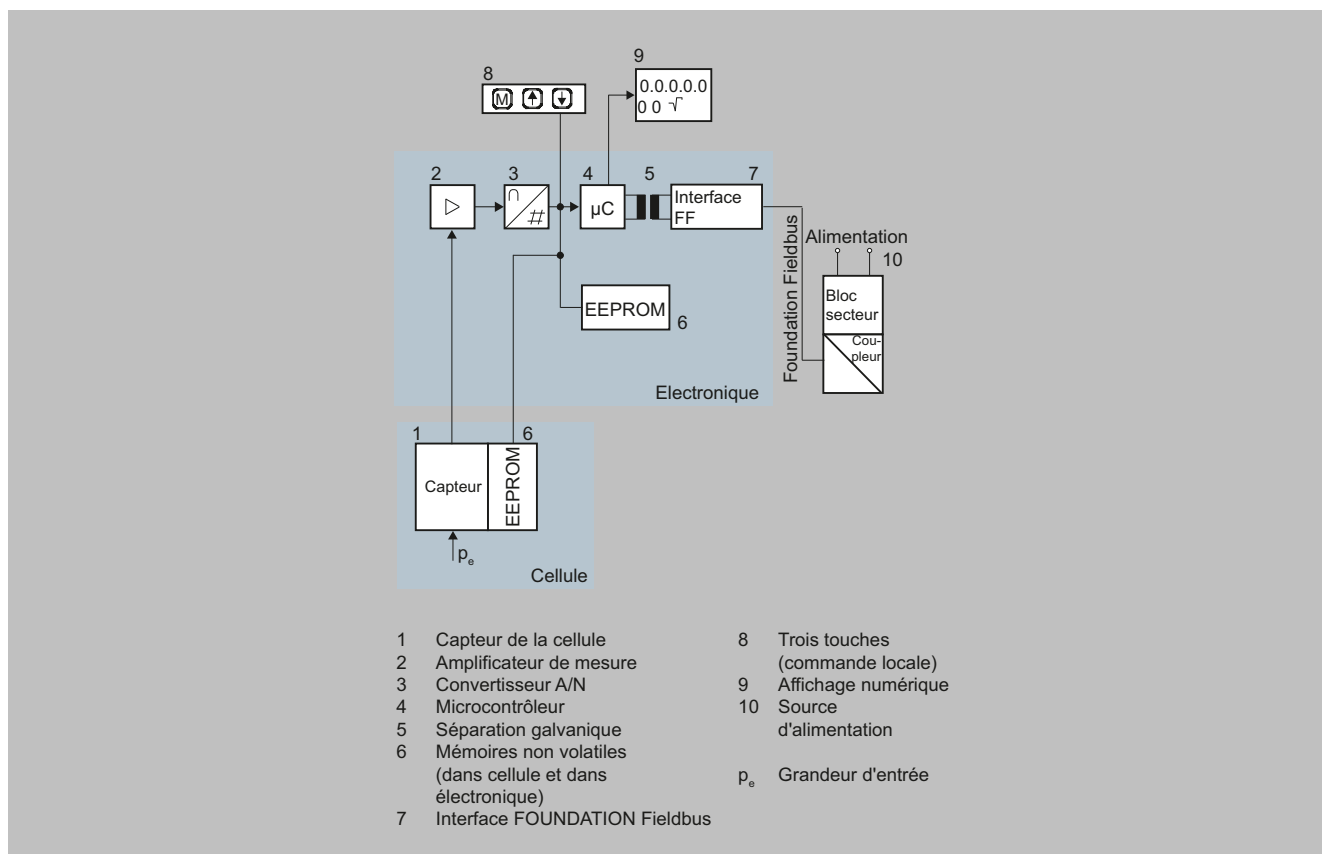 9
8
0.0.0.0.0
0 0 √
M
2
3
4
5
7
∩
#
µC
Interface
FF
Foundation Fieldbus
Alimentation
10
Bloc
secteur
Cou-
pleur
EEPROM
6
Electronique
1
6
Capteur
EEPROM
pₑ
Cellule
1 Capteur de la cellule
2 Amplificateur de mesure
3 Convertisseur A/N
4 Microcontrôleur
5 Séparation galvanique
6 Mémoires non volatiles
(dans cellule et dans
électronique)
7 Interface FOUNDATION Fieldbus
8 Trois touches
(commande locale)
9 Affichage numérique
10 Source
d'alimentation
pₑ Grandeur d'entrée